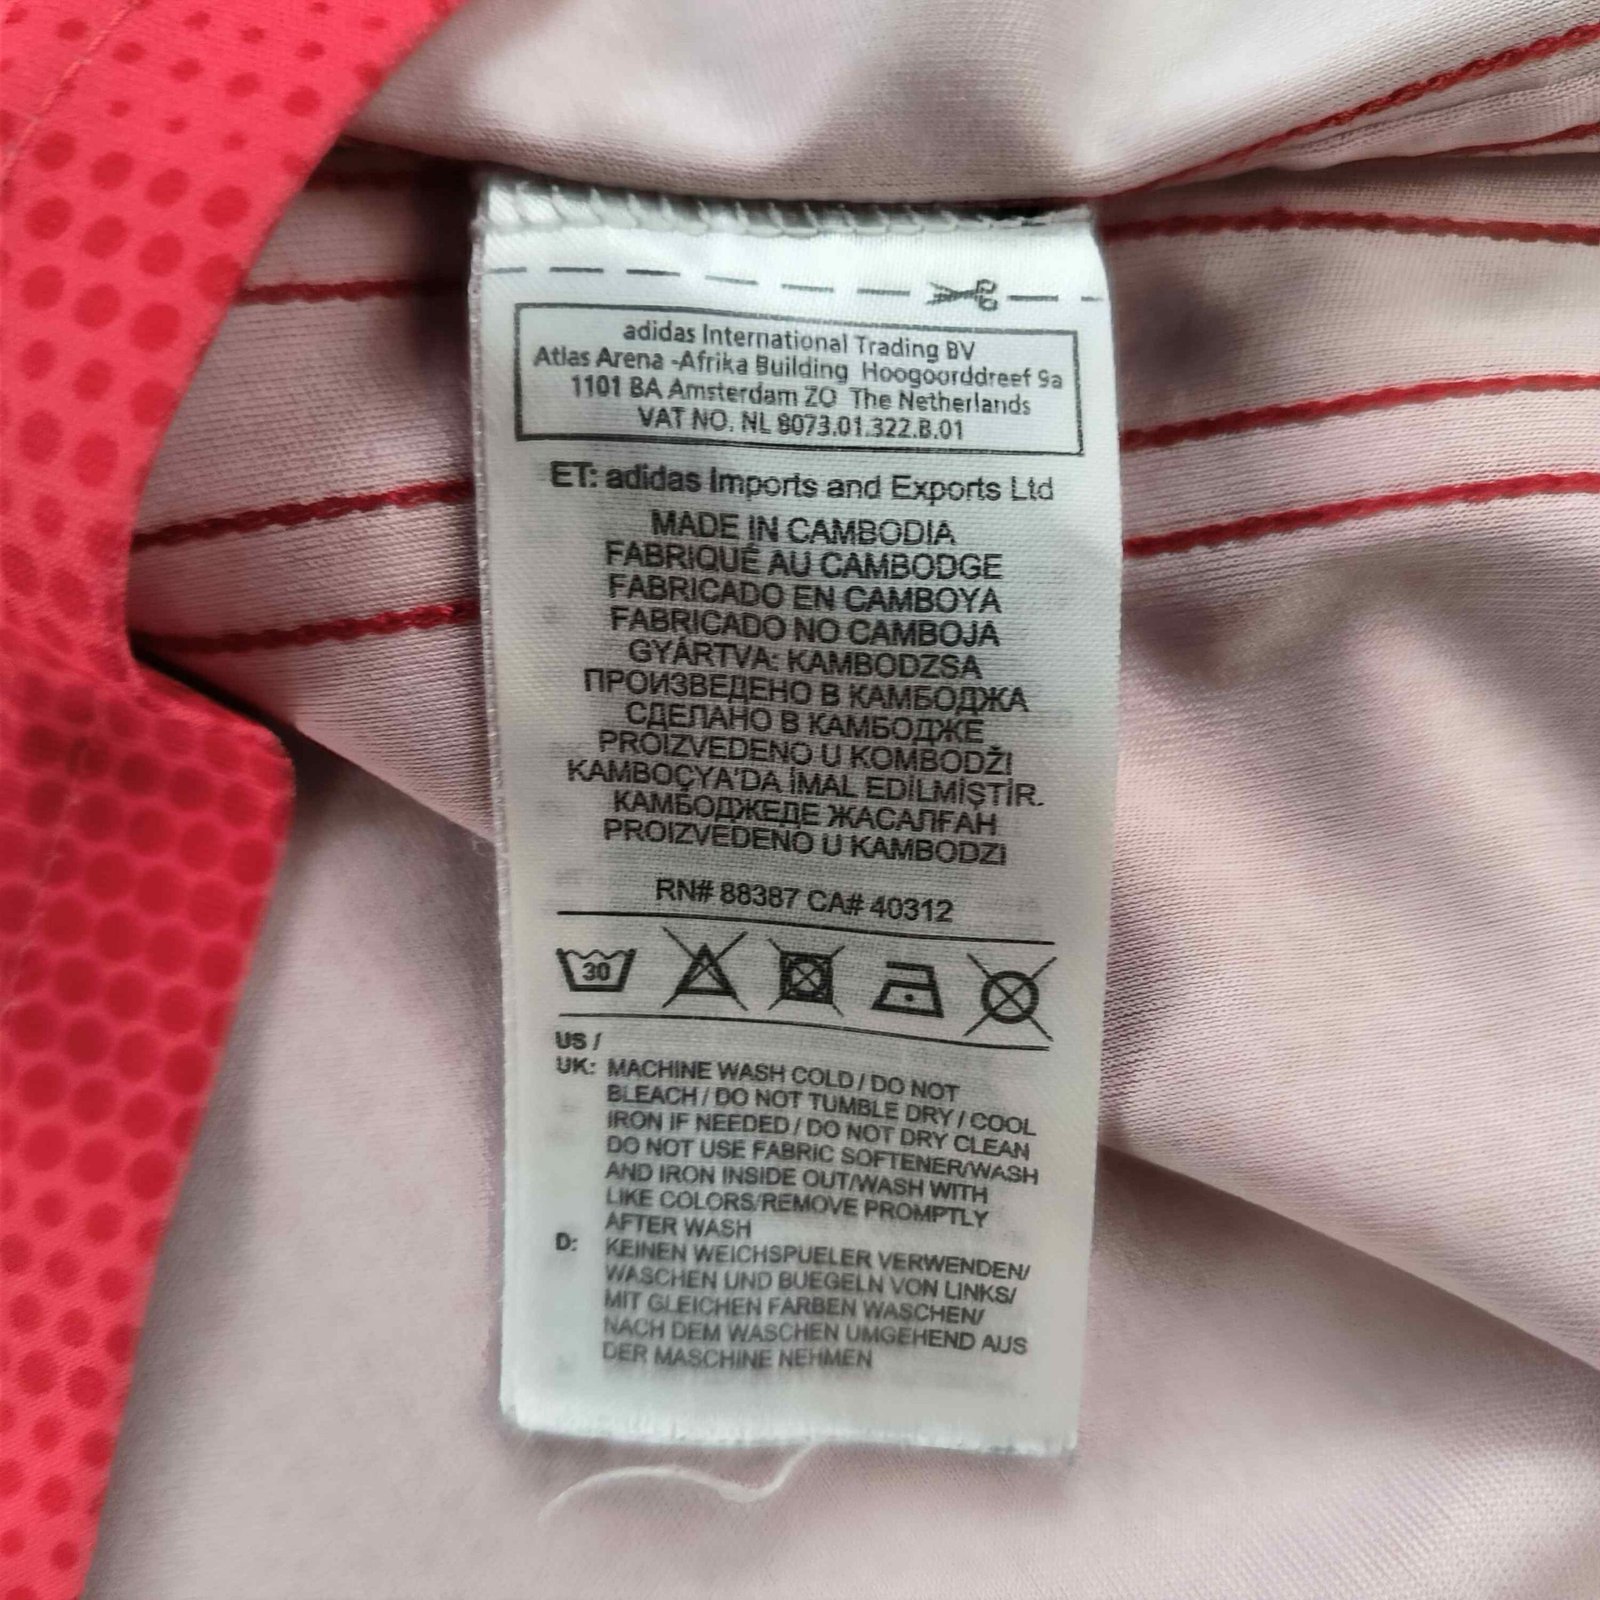 adidas International Trading BV
Atlas Arena -Afrika Building Hoogoorddreef 9a
1101 BA Amsterdam ZO The Netherlands
VAT NO. NL 8073.01.322.B.01
ET: adidas Imports and Exports Ltd
MADE IN CAMBODIA
FABRIQUÉ AU CAMBODGE
FABRICADO EN CAMBOYA
FABRICADO NO CAMBOJA
GYÁRTVA: KAMBODZSA
ПРОИЗВЕДЕНО В КАМБОДЖА
СДЕЛАНО В КАМБОДЖЕ
PROIZVEDENO U KOMBODŽI
KAMBOÇYA'DA İMAL EDİLMİŞTİR.
КАМБОДЖЕДЕ ЖАСАЛҒАН
PROIZVEDENO U KAMBODZI
RN# 88387 CA# 40312
30
US /
UK: MACHINE WASH COLD / DO NOT
BLEACH / DO NOT TUMBLE DRY / COOL
IRON IF NEEDED / DO NOT DRY CLEAN
DO NOT USE FABRIC SOFTENER/WASH
AND IRON INSIDE OUT/WASH WITH
LIKE COLORS/REMOVE PROMPTLY
AFTER WASH
D: KEINEN WEICHSPUELER VERWENDEN/
WASCHEN UND BUEGELN VON LINKS/
MIT GLEICHEN FARBEN WASCHEN/
NACH DEM WASCHEN UMGEHEND AUS
DER MASCHINE NEHMEN